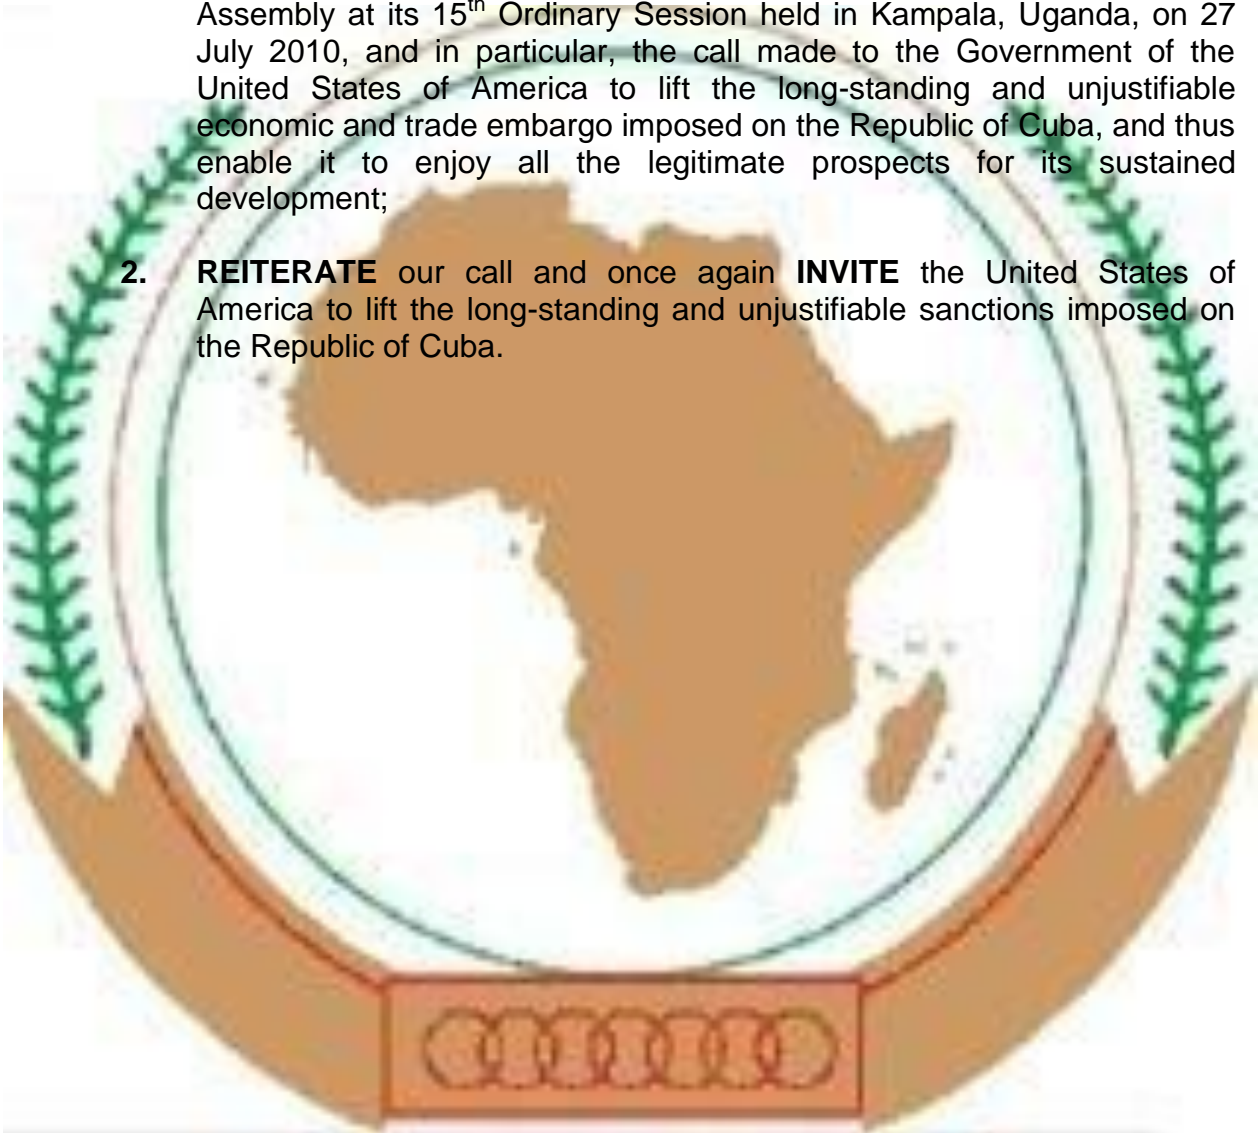 Assembly at its 15th Ordinary Session held in Kampala, Uganda, on 27
July 2010, and in particular, the call made to the Government of the
United States of America to lift the long-standing and unjustifiable
economic and trade embargo imposed on the Republic of Cuba, and thus
enable it to enjoy all the legitimate prospects for its sustained
development;
2. REITERATE our call and once again INVITE the United States of
America to lift the long-standing and unjustifiable sanctions imposed on
the Republic of Cuba.